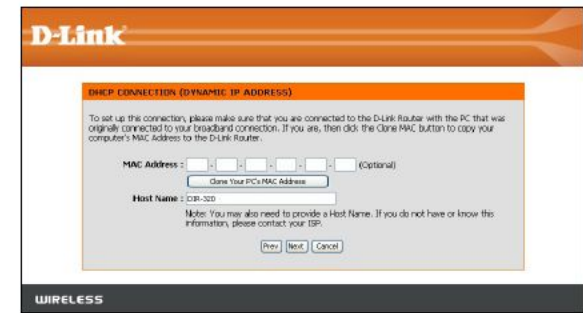 D-Link
DHCP CONNECTION (DYNAMIC IP ADDRESS)
To set up this connection, please make sure that you are connected to the D-Link Router with the PC that was
originally connected to your broadband connection. If you are, then click the Clone MAC button to copy your
computer's MAC Address to the D-Link Router.
MAC Address : - - - - - (Optional)
Clone Your PC's MAC Address
Host Name : DIR-320
Note: You may also need to provide a Host Name. If you do not have or know this
information, please contact your ISP.
Prev Next Cancel
WIRELESS